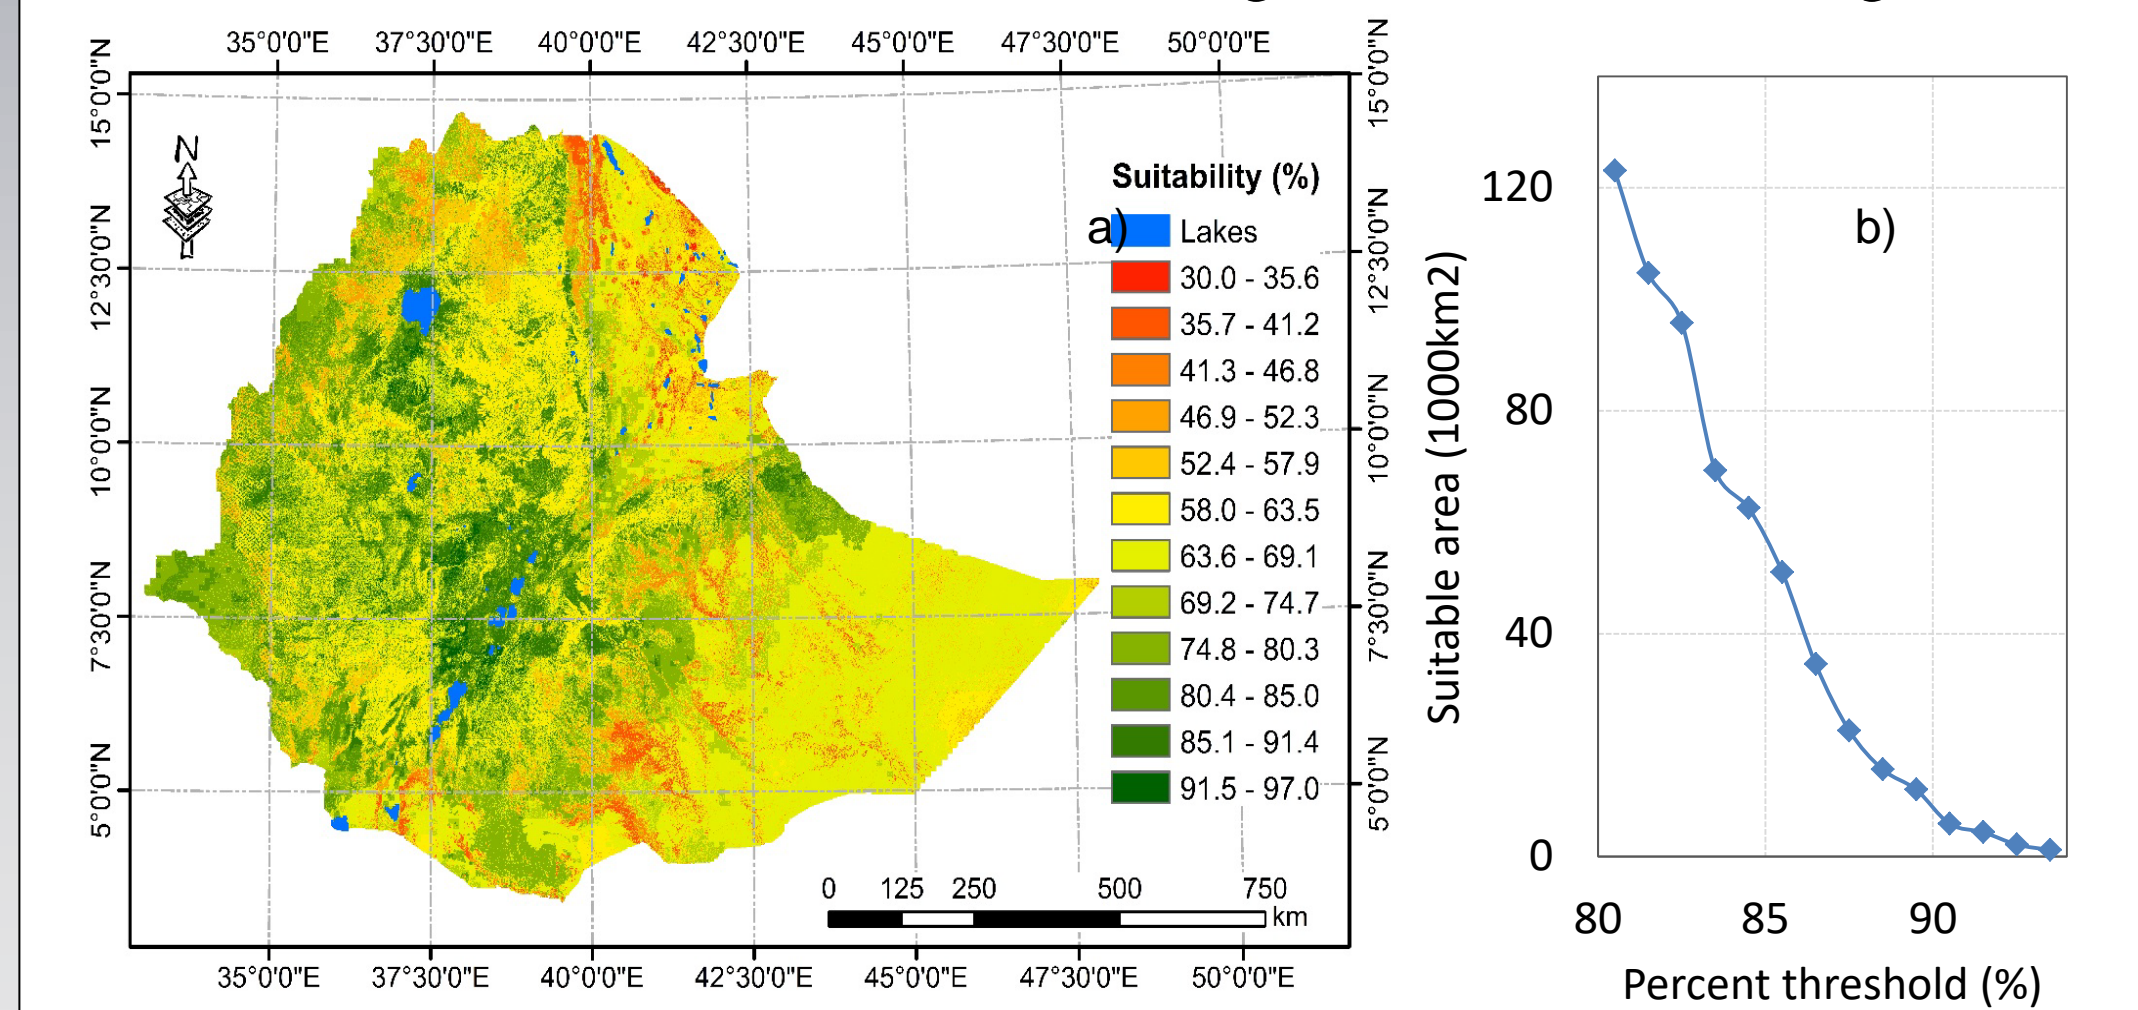 35°0'0"E 37°30'0"E 40°0'0"E 42°30'0"E 45°0'0"E 47°30'0"E 50°0'0"E
15°0'0"N
12°30'0"N
10°0'0"N
7°30'0"N
5°0'0"N
N
Suitability (%)
a)
Lakes
30.0 - 35.6
35.7 - 41.2
41.3 - 46.8
46.9 - 52.3
52.4 - 57.9
58.0 - 63.5
63.6 - 69.1
69.2 - 74.7
74.8 - 80.3
80.4 - 85.0
85.1 - 91.4
91.5 - 97.0
0 125 250 500 750
km
15°0'0"N
12°30'0"N
10°0'0"N
7°30'0"N
5°0'0"N
35°0'0"E 37°30'0"E 40°0'0"E 42°30'0"E 45°0'0"E 47°30'0"E 50°0'0"E
b)
Suitable area (1000km2)
120
80
40
0
80 85 90
Percent threshold (%)